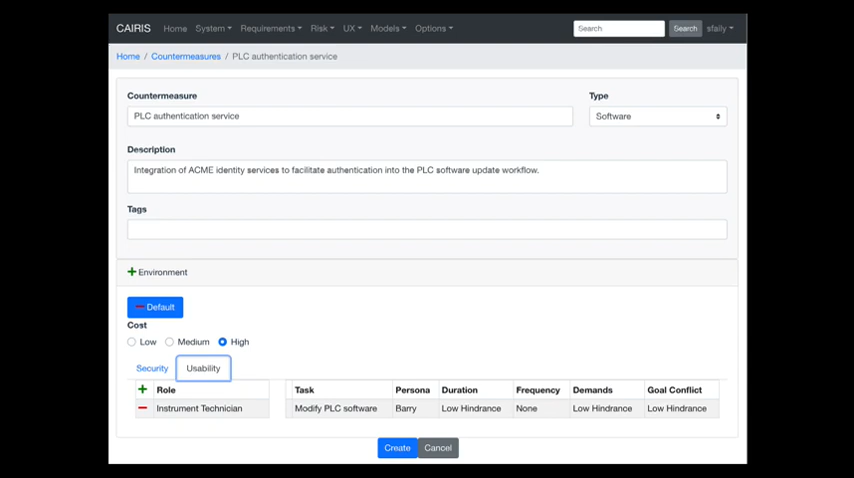 CAIRIS Home System Requirements Risk UX Models Options Search Search sfaily
Home / Countermeasures / PLC authentication service
Countermeasure Type
PLC authentication service Software
Description
Integration of ACME identity services to facilitate authentication into the PLC software update workflow.
Tags
Environment
Default
Cost
Low Medium High
Security Usability
Role Task Persona Duration Frequency Demands Goal Conflict
Instrument Technician Modify PLC software Barry Low Hindrance None Low Hindrance Low Hindrance
Create Cancel